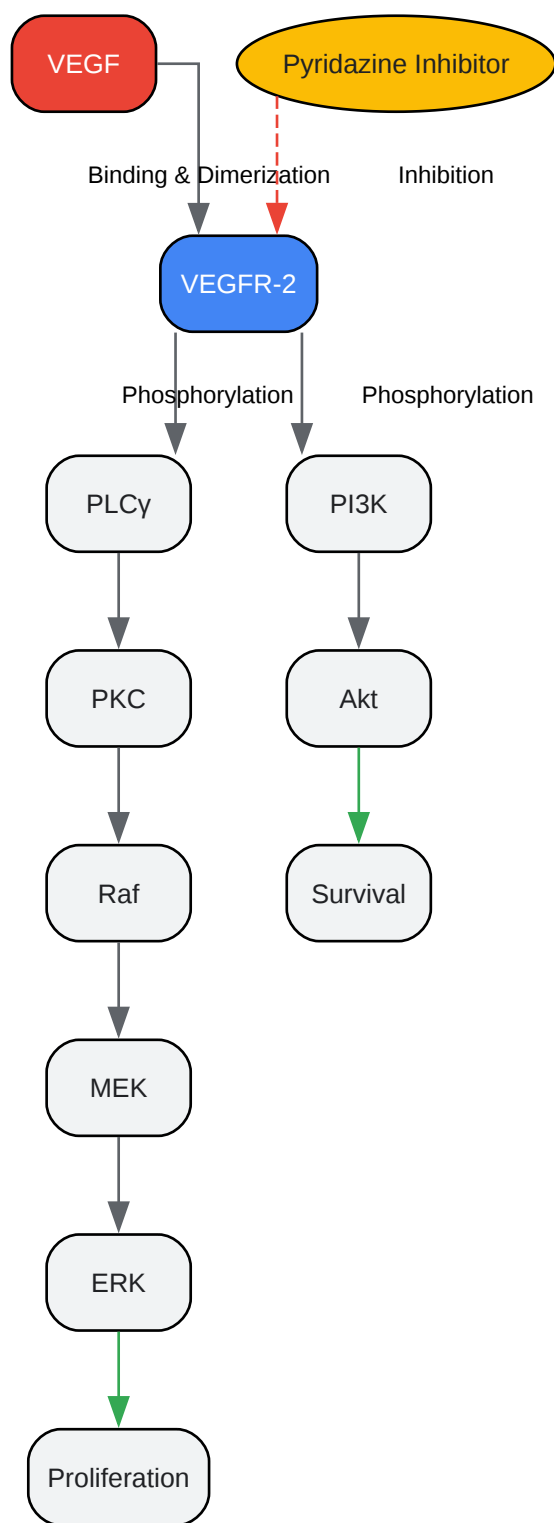 VEGF
Pyridazine Inhibitor
Binding & Dimerization
Inhibition
VEGFR-2
Phosphorylation
Phosphorylation
PLCγ
PI3K
PKC
Akt
Raf
Survival
MEK
ERK
Proliferation